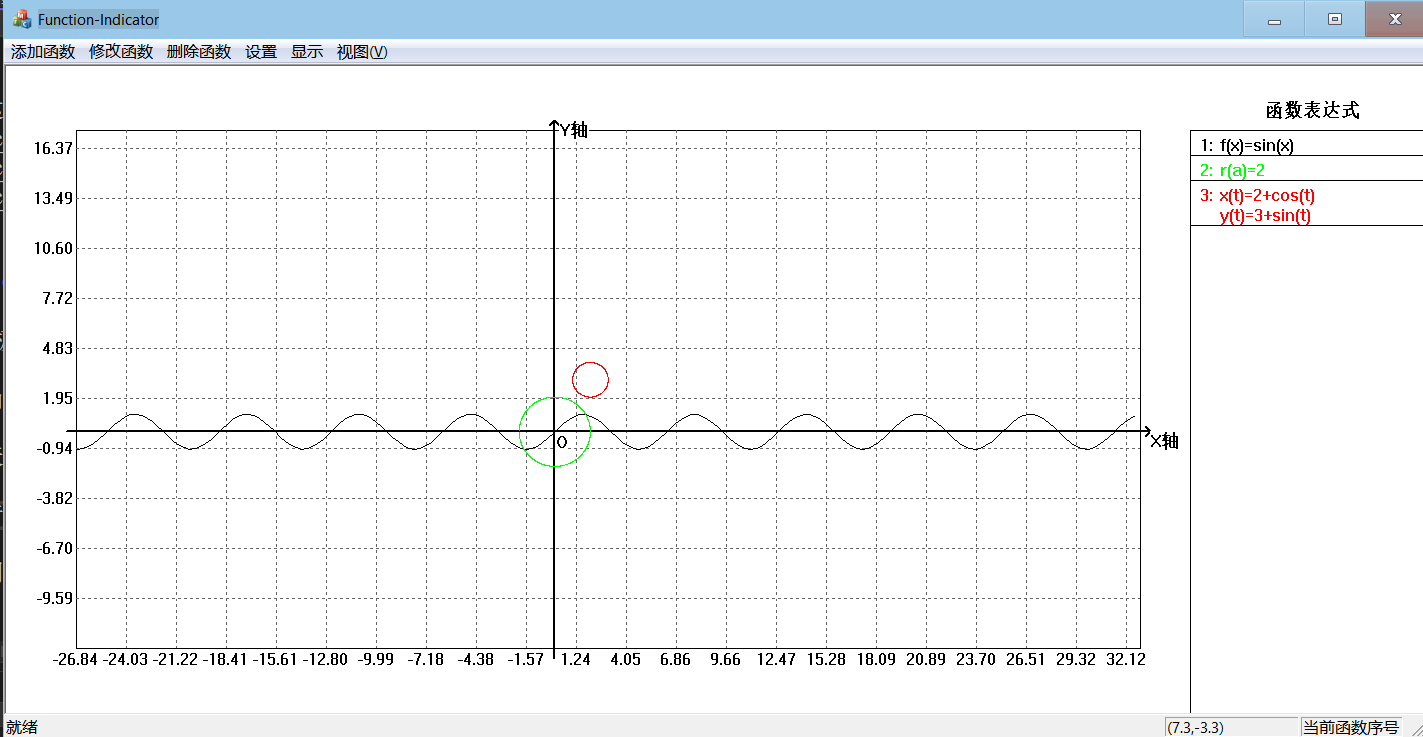 Function-Indicator
添加函数 修改函数 删除函数 设置 显示 视图(V)
函数表达式
1: f(x)=sin(x)
2: r(a)=2
3: x(t)=2+cos(t)
y(t)=3+sin(t)
Y轴
16.37
13.49
10.60
7.72
4.83
1.95
-0.94
-3.82
-6.70
-9.59
O
X轴
-26.84 -24.03 -21.22 -18.41 -15.61 -12.80 -9.99 -7.18 -4.38 -1.57 1.24 4.05 6.86 9.66 12.47 15.28 18.09 20.89 23.70 26.51 29.32 32.12
就绪
(7.3,-3.3)
当前函数序号